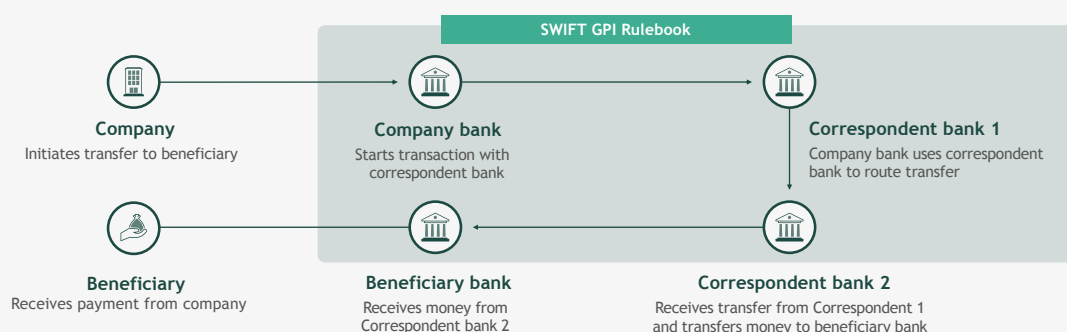 SWIFT GPI Rulebook
Company
Initiates transfer to beneficiary
Company bank
Starts transaction with
correspondent bank
Correspondent bank 1
Company bank uses correspondent
bank to route transfer
Beneficiary
Receives payment from company
Beneficiary bank
Receives money from
Correspondent bank 2
Correspondent bank 2
Receives transfer from Correspondent 1
and transfers money to beneficiary bank